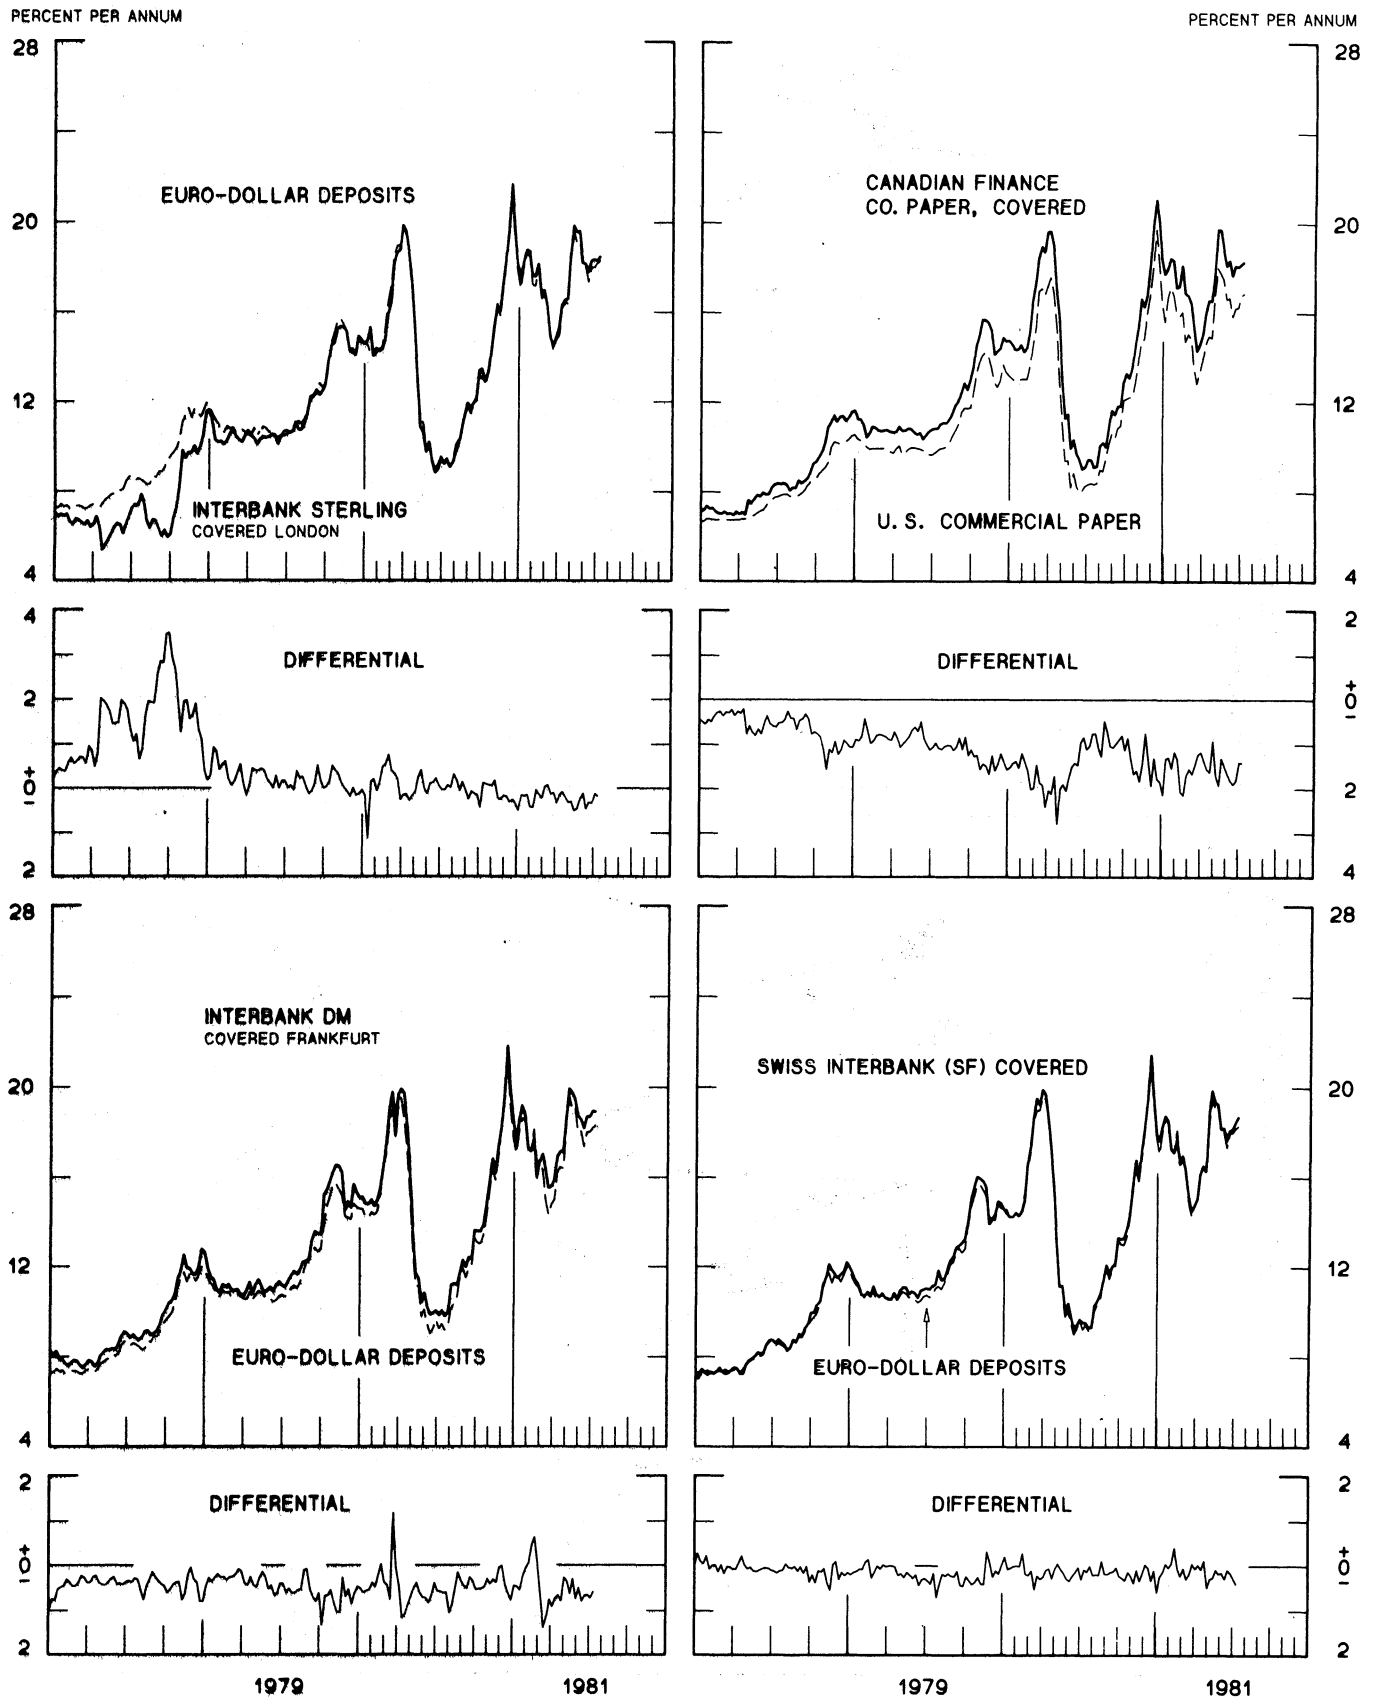 PERCENT PER ANNUM
PERCENT PER ANNUM
28
20
12
4
EURO-DOLLAR DEPOSITS
INTERBANK STERLING
COVERED LONDON
28
20
12
4
CANADIAN FINANCE
CO. PAPER, COVERED
U. S. COMMERCIAL PAPER
4
2
+
0
−
2
DIFFERENTIAL
2
+
0
−
2
4
DIFFERENTIAL
28
20
12
4
INTERBANK DM
COVERED FRANKFURT
EURO-DOLLAR DEPOSITS
28
20
12
4
SWISS INTERBANK (SF) COVERED
EURO-DOLLAR DEPOSITS
2
+
0
−
2
DIFFERENTIAL
2
+
0
−
2
DIFFERENTIAL
1979
1981
1979
1981